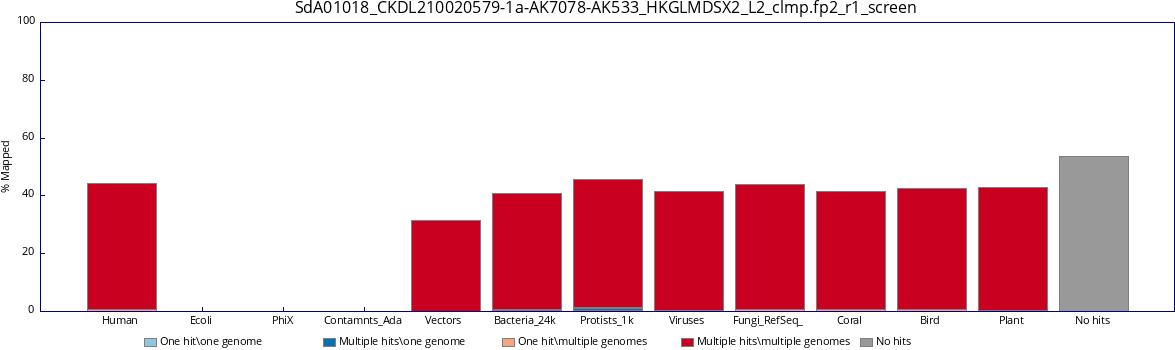 SdA01018_CKDL210020579-1a-AK7078-AK533_HKGLMDSX2_L2_clmp.fp2_r1_screen
100
80
60
40
20
0
% Mapped
Human Ecoli PhiX Contamnts_Ada Vectors Bacteria_24k Protists_1k Viruses Fungi_RefSeq_ Coral Bird Plant No hits
One hit\one genome Multiple hits\one genome One hit\multiple genomes Multiple hits\multiple genomes No hits